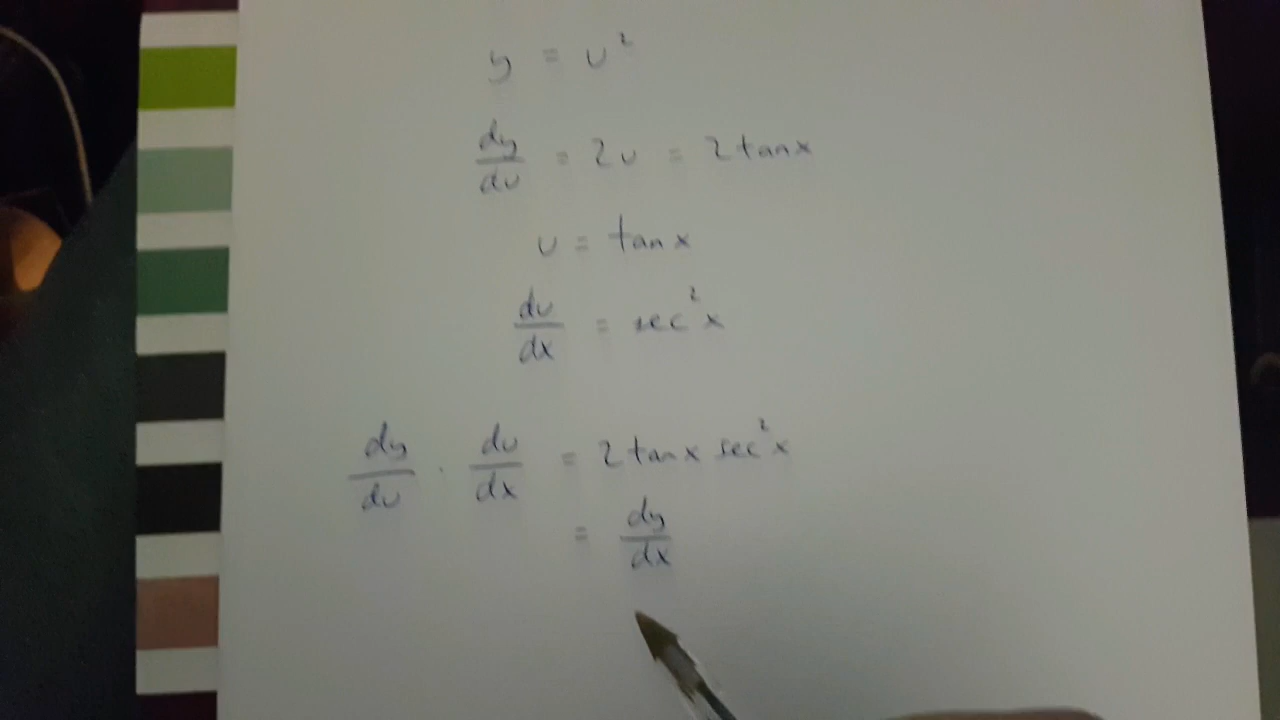 y = u²
dy/du = 2u = 2tanx
u = tanx
du/dx = sec²x
dy/du · du/dx = 2tanx sec²x
= dy/dx